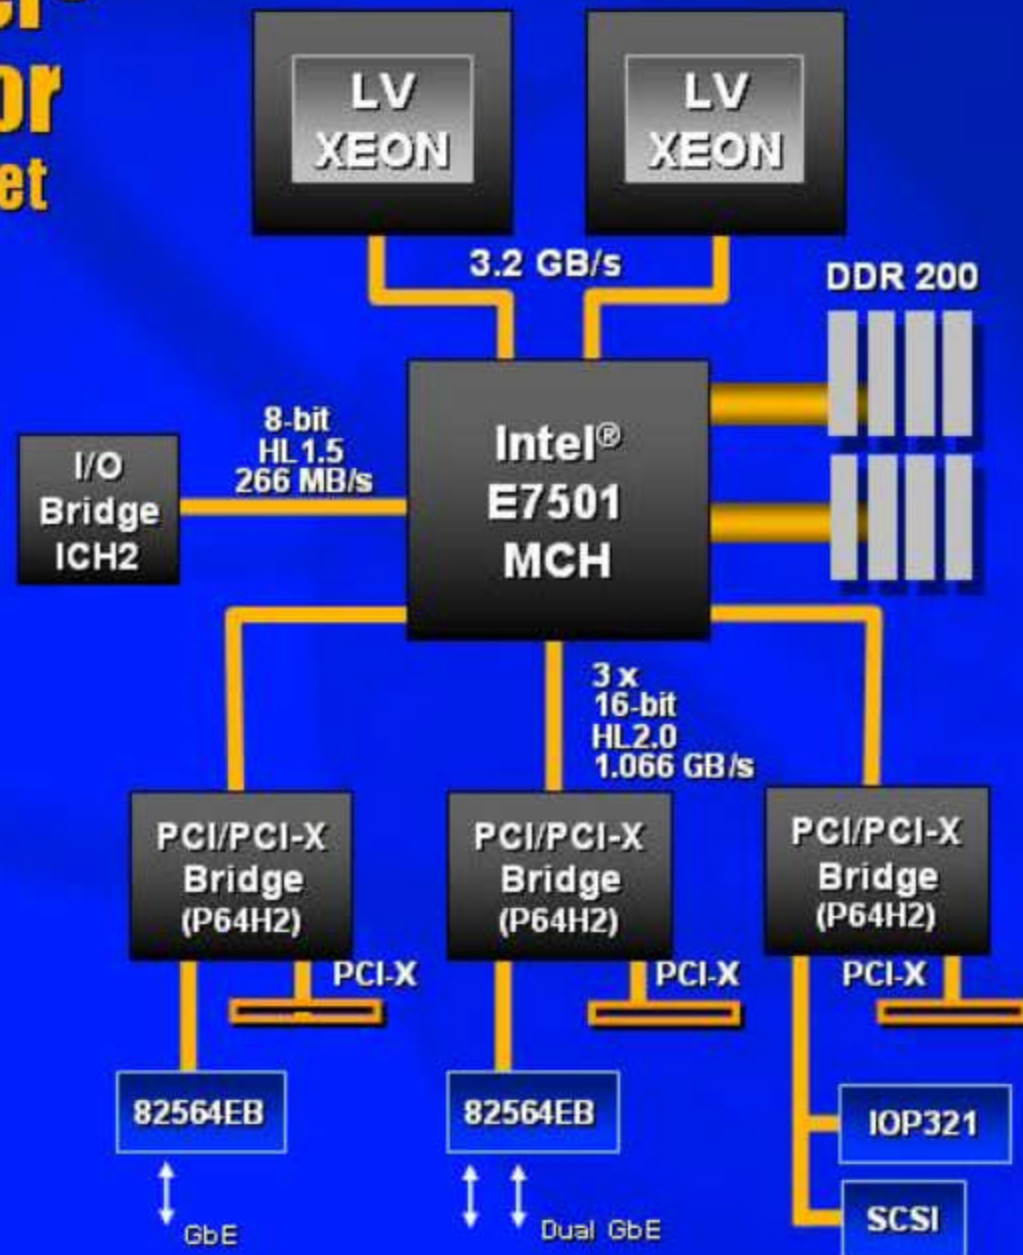 or
et
LV
XEON
LV
XEON
3.2 GB/s
DDR 200
8-bit
HL1.5
266 MB/s
I/O
Bridge
ICH2
Intel®
E7501
MCH
3 x
16-bit
HL2.0
1.066 GB/s
PCI/PCI-X
Bridge
(P64H2)
PCI/PCI-X
Bridge
(P64H2)
PCI/PCI-X
Bridge
(P64H2)
PCI-X
PCI-X
PCI-X
82564EB
82564EB
IOP321
SCSI
GbE
Dual GbE